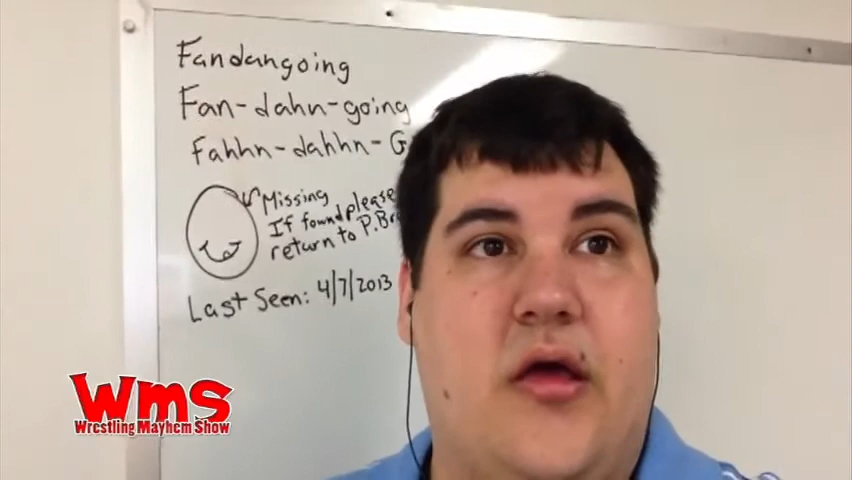 Fandangoing
Fan-dahn-going
Fahhn-dahhn-G
Missing
If found please
return to P.Br
Last Seen: 4/7/2013
WMS
Wrestling Mayhem Show